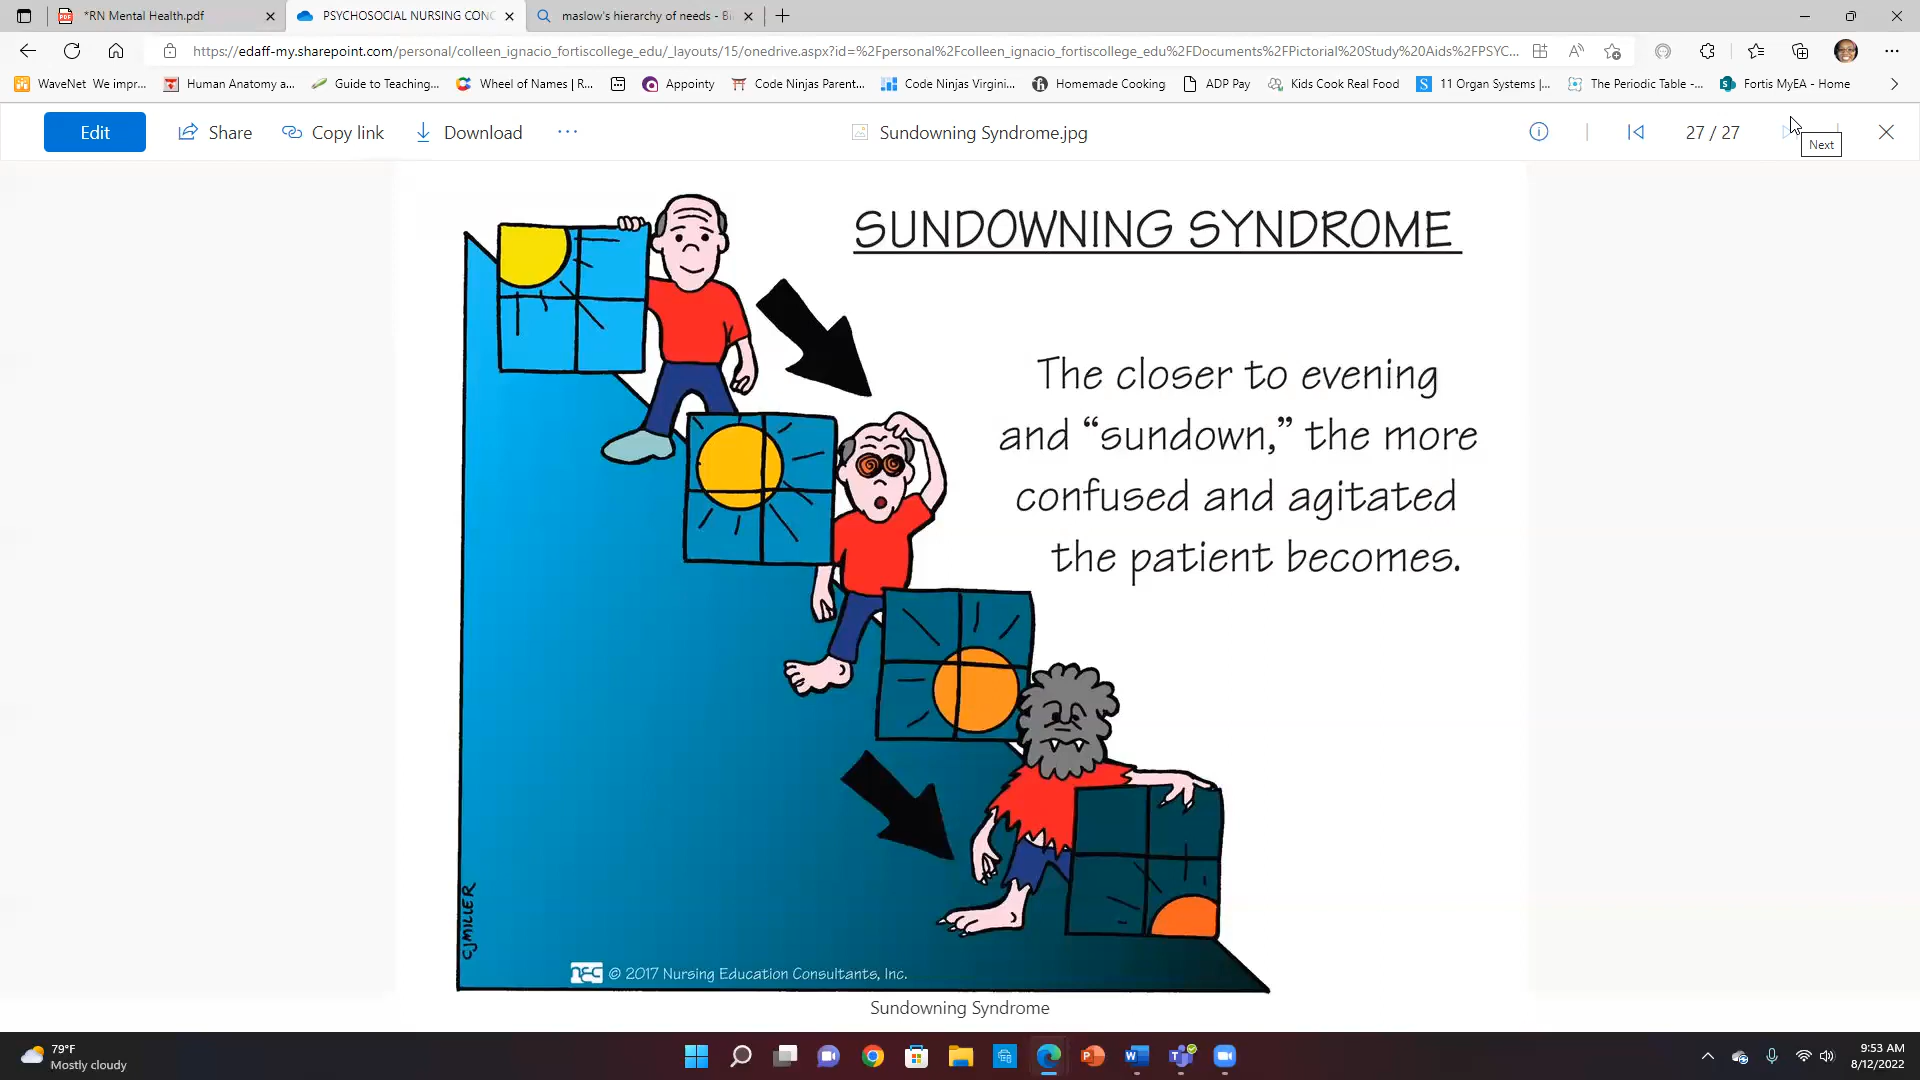 *RN Mental Health.pdf
PSYCHOSOCIAL NURSING CONC
maslow's hierarchy of needs - Bi
https://edaff-my.sharepoint.com/personal/colleen_ignacio_fortiscollege_edu/_layouts/15/onedrive.aspx?id=%2Fpersonal%2Fcolleen_ignacio_fortiscollege_edu%2FDocuments%2FPictorial%20Study%20Aids%2FPSYC...
WaveNet We impr...
Human Anatomy a...
Guide to Teaching...
Wheel of Names | R...
Appointy
Code Ninjas Parent...
Code Ninjas Virgini...
Homemade Cooking
ADP Pay
Kids Cook Real Food
11 Organ Systems |...
The Periodic Table -...
Fortis MyEA - Home
Edit
Share
Copy link
Download
Sundowning Syndrome.jpg
27 / 27
Next
SUNDOWNING SYNDROME
The closer to evening
and “sundown,” the more
confused and agitated
the patient becomes.
CJMILLER
nec © 2017 Nursing Education Consultants, Inc.
Sundowning Syndrome
79°F
Mostly cloudy
9:53 AM
8/12/2022